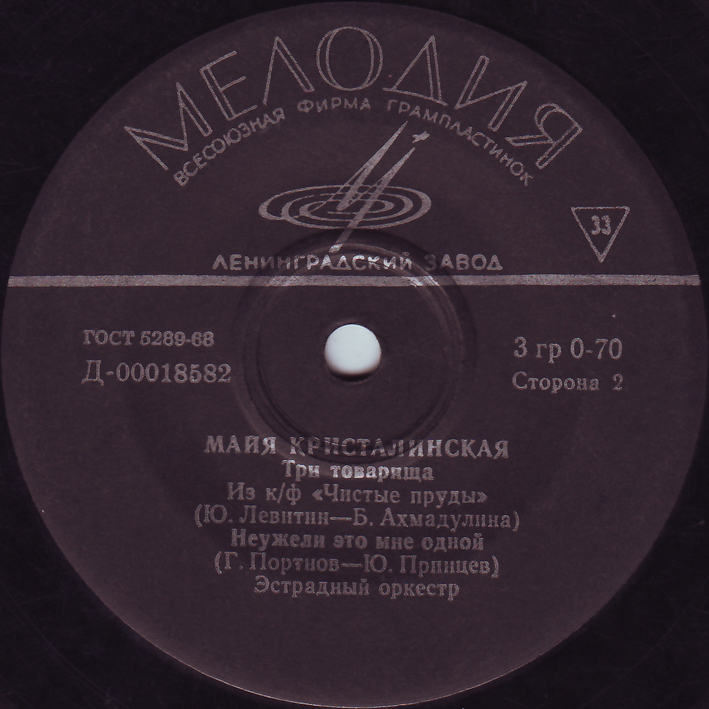 МЕЛОДИЯ
ВСЕСОЮЗНАЯ ФИРМА ГРАМПЛАСТИНОК
33
ЛЕНИНГРАДСКИЙ ЗАВОД
ГОСТ 5289-68
3 гр 0-70
Д-00018582
Сторона 2
МАЙЯ КРИСТАЛИНСКАЯ
Три товарища
Из к/ф «Чистые пруды»
(Ю. Левитин—Б. Ахмадулина)
Неужели это мне одной
(Г. Портнов—Ю. Принцев)
Эстрадный оркестр